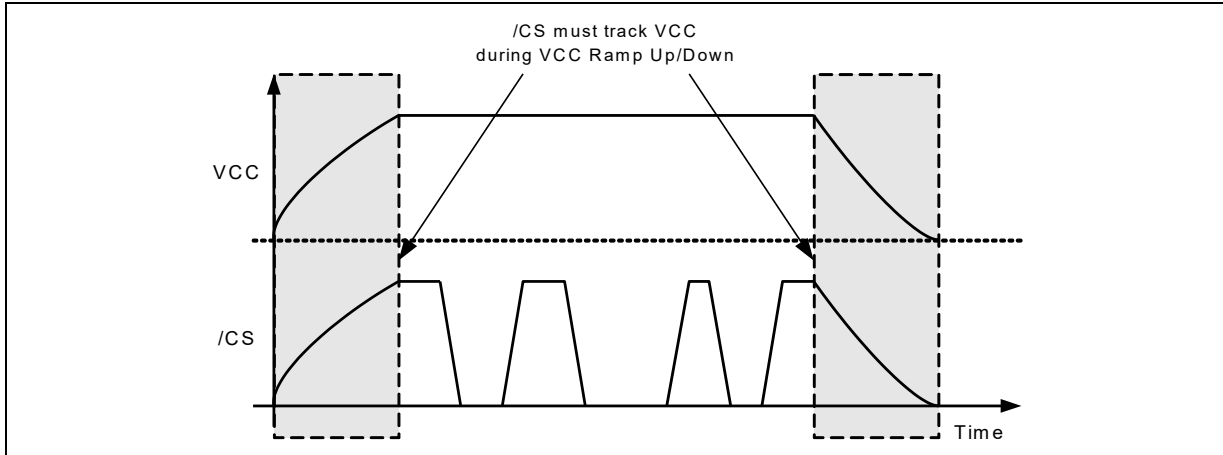 /CS must track VCC
during VCC Ramp Up/Down
VCC
/CS
Time